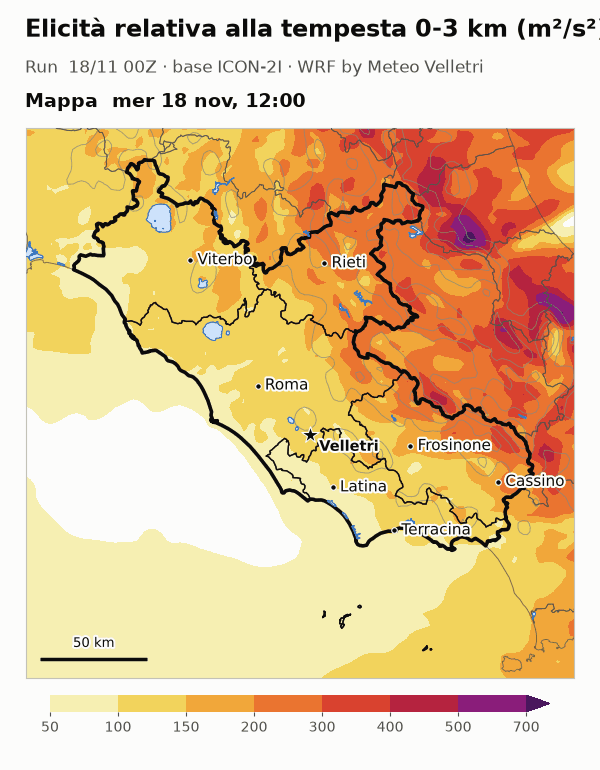 Elicità relativa alla tempesta 0-3 km (m²/s²)
Run 18/11 00Z · base ICON-2I · WRF by Meteo Velletri
Mappa mer 18 nov, 12:00
Viterbo
Rieti
Roma
Velletri
Frosinone
Cassino
Latina
Terracina
50 km
50 100 150 200 300 400 500 700